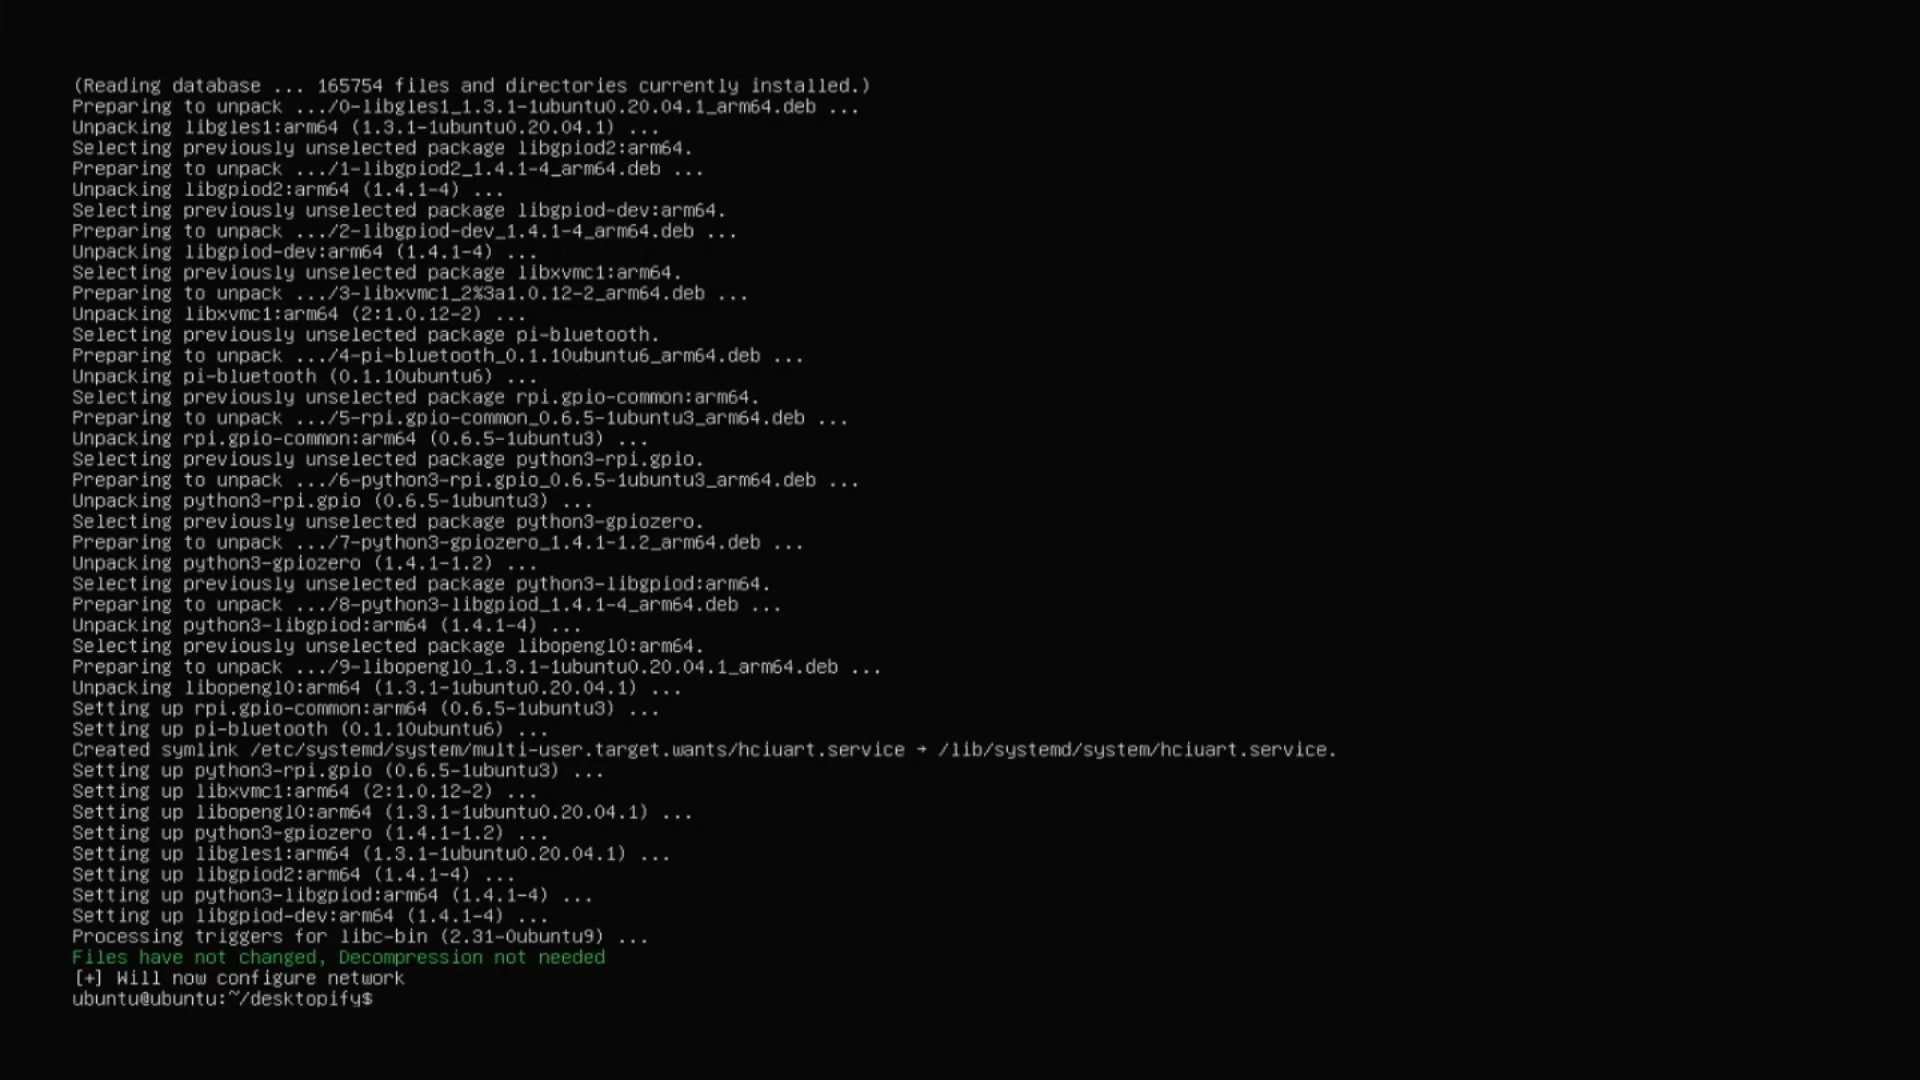 (Reading database ... 165754 files and directories currently installed.)
Preparing to unpack .../0-libgles1_1.3.1-1ubuntu0.20.04.1_arm64.deb ...
Unpacking libgles1:arm64 (1.3.1-1ubuntu0.20.04.1) ...
Selecting previously unselected package libgpiod2:arm64.
Preparing to unpack .../1-libgpiod2_1.4.1-4_arm64.deb ...
Unpacking libgpiod2:arm64 (1.4.1-4) ...
Selecting previously unselected package libgpiod-dev:arm64.
Preparing to unpack .../2-libgpiod-dev_1.4.1-4_arm64.deb ...
Unpacking libgpiod-dev:arm64 (1.4.1-4) ...
Selecting previously unselected package libxvmc1:arm64.
Preparing to unpack .../3-libxvmc1_2%3a1.0.12-2_arm64.deb ...
Unpacking libxvmc1:arm64 (2:1.0.12-2) ...
Selecting previously unselected package pi-bluetooth.
Preparing to unpack .../4-pi-bluetooth_0.1.10ubuntu6_arm64.deb ...
Unpacking pi-bluetooth (0.1.10ubuntu6) ...
Selecting previously unselected package rpi.gpio-common:arm64.
Preparing to unpack .../5-rpi.gpio-common_0.6.5-1ubuntu3_arm64.deb ...
Unpacking rpi.gpio-common:arm64 (0.6.5-1ubuntu3) ...
Selecting previously unselected package python3-rpi.gpio.
Preparing to unpack .../6-python3-rpi.gpio_0.6.5-1ubuntu3_arm64.deb ...
Unpacking python3-rpi.gpio (0.6.5-1ubuntu3) ...
Selecting previously unselected package python3-gpiozero.
Preparing to unpack .../7-python3-gpiozero_1.4.1-1.2_arm64.deb ...
Unpacking python3-gpiozero (1.4.1-1.2) ...
Selecting previously unselected package python3-libgpiod:arm64.
Preparing to unpack .../8-python3-libgpiod_1.4.1-4_arm64.deb ...
Unpacking python3-libgpiod:arm64 (1.4.1-4) ...
Selecting previously unselected package libopengl0:arm64.
Preparing to unpack .../9-libopengl0_1.3.1-1ubuntu0.20.04.1_arm64.deb ...
Unpacking libopengl0:arm64 (1.3.1-1ubuntu0.20.04.1) ...
Setting up rpi.gpio-common:arm64 (0.6.5-1ubuntu3) ...
Setting up pi-bluetooth (0.1.10ubuntu6) ...
Created symlink /etc/systemd/system/multi-user.target.wants/hciuart.service → /lib/systemd/system/hciuart.service.
Setting up python3-rpi.gpio (0.6.5-1ubuntu3) ...
Setting up libxvmc1:arm64 (2:1.0.12-2) ...
Setting up libopengl0:arm64 (1.3.1-1ubuntu0.20.04.1) ...
Setting up python3-gpiozero (1.4.1-1.2) ...
Setting up libgles1:arm64 (1.3.1-1ubuntu0.20.04.1) ...
Setting up libgpiod2:arm64 (1.4.1-4) ...
Setting up python3-libgpiod:arm64 (1.4.1-4) ...
Setting up libgpiod-dev:arm64 (1.4.1-4) ...
Processing triggers for libc-bin (2.31-0ubuntu9) ...
Files have not changed, Decompression not needed
[+] Will now configure network
ubuntu@ubuntu:~/desktopify$